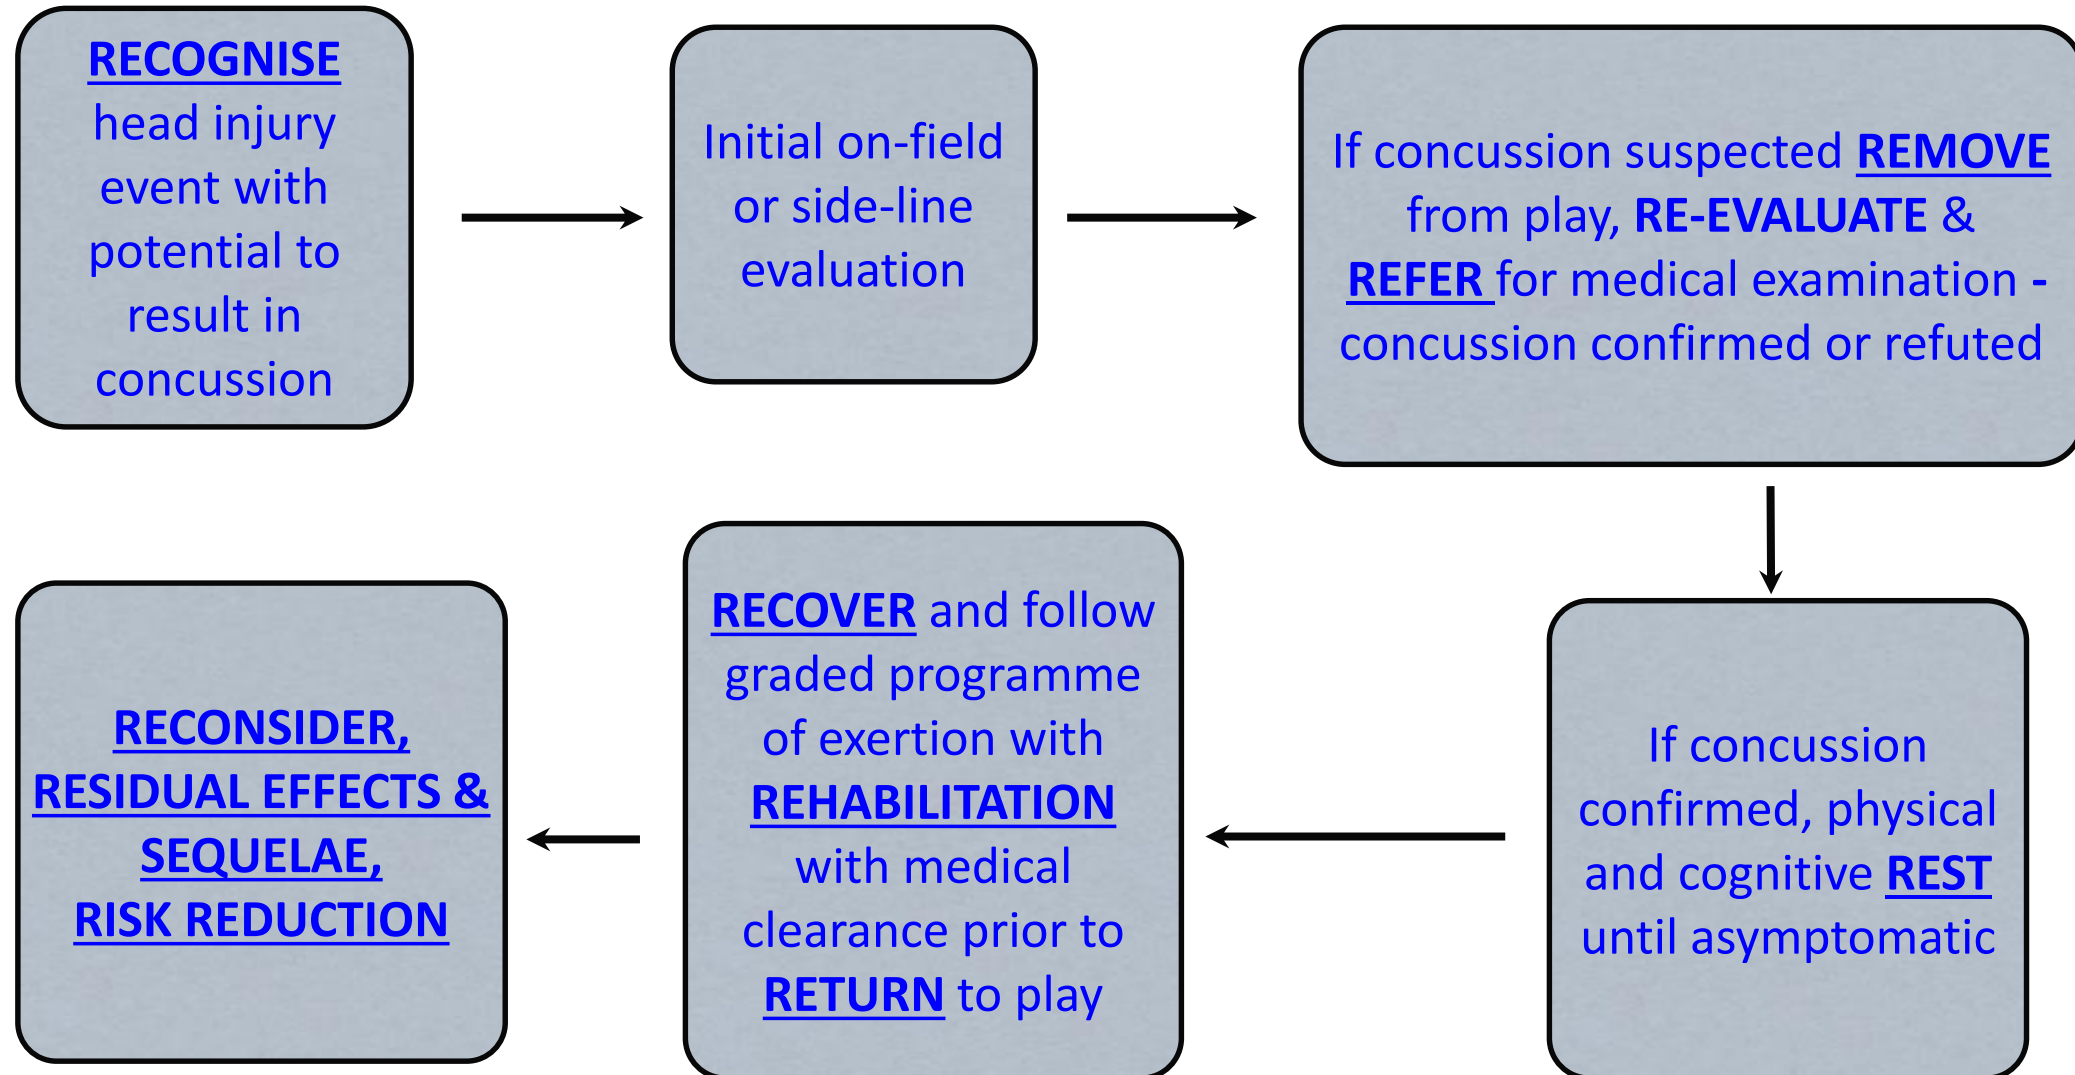 RECOGNISE
head injury
event with
potential to
result in
concussion
Initial on-field
or side-line
evaluation
If concussion suspected REMOVE
from play, RE-EVALUATE &
REFER for medical examination -
concussion confirmed or refuted
If concussion
confirmed, physical
and cognitive REST
until asymptomatic
RECOVER and follow
graded programme
of exertion with
REHABILITATION
with medical
clearance prior to
RETURN to play
RECONSIDER,
RESIDUAL EFFECTS &
SEQUELAE,
RISK REDUCTION